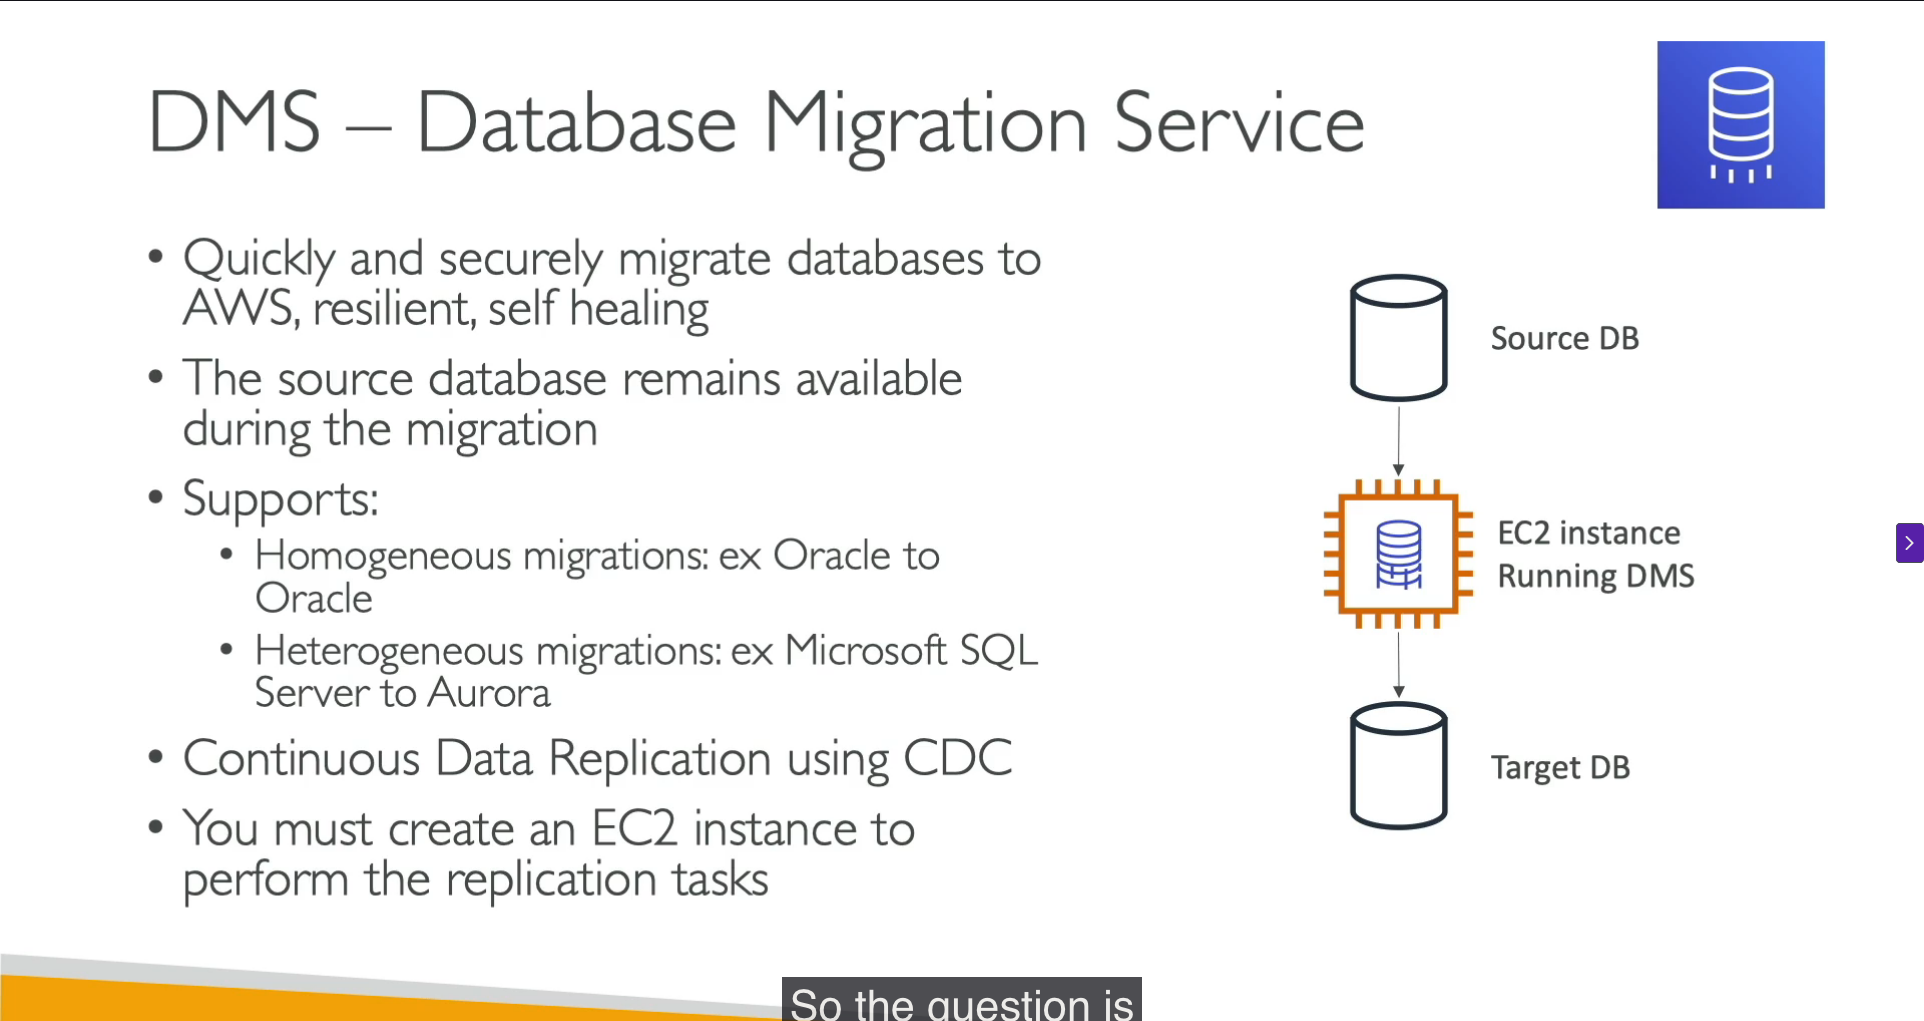 DMS – Database Migration Service
• Quickly and securely migrate databases to
AWS, resilient, self healing
• The source database remains available
during the migration
• Supports:
• Homogeneous migrations: ex Oracle to
Oracle
• Heterogeneous migrations: ex Microsoft SQL
Server to Aurora
• Continuous Data Replication using CDC
• You must create an EC2 instance to
perform the replication tasks
Source DB
EC2 instance
Running DMS
Target DB
So the question is